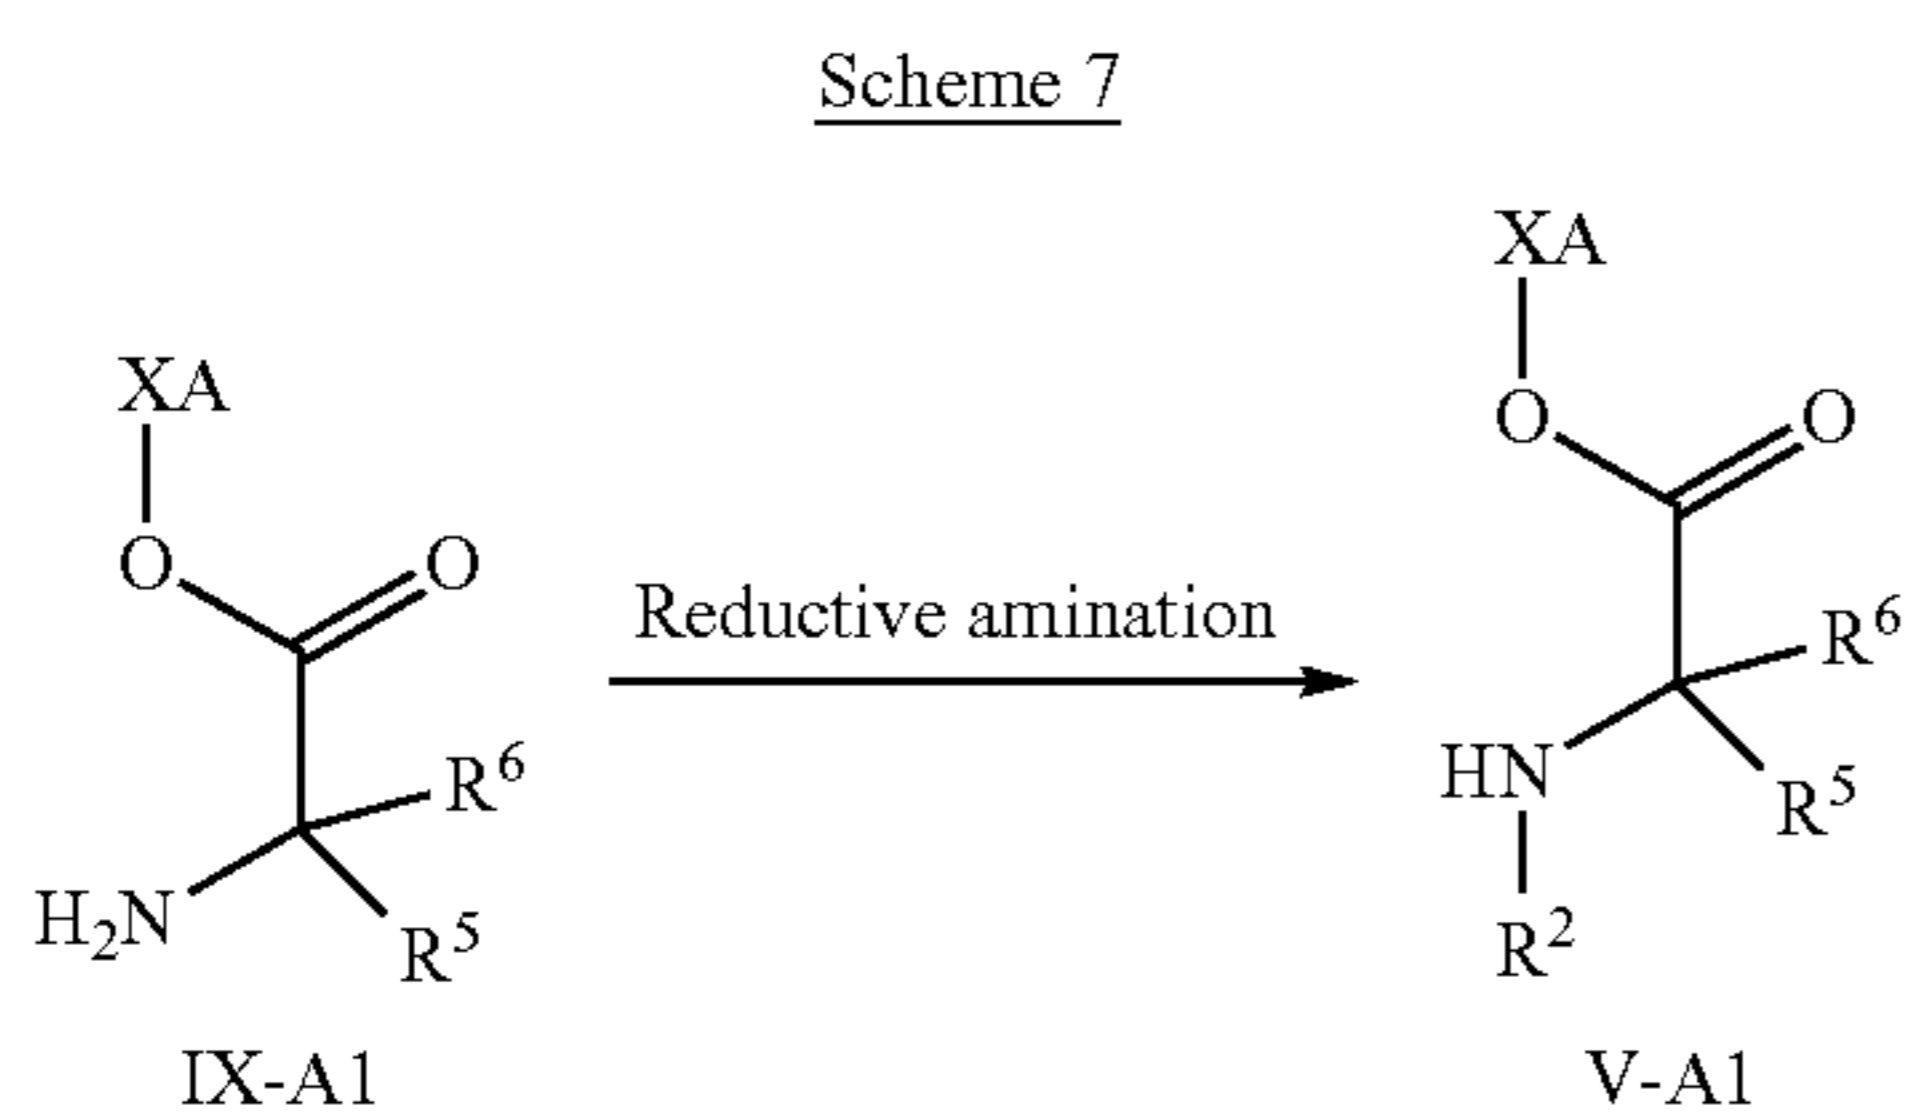 Scheme 7
XA
O
O
R⁶
H₂N
R⁵
IX-A1
Reductive amination
XA
O
O
R⁶
HN
R⁵
R²
V-A1